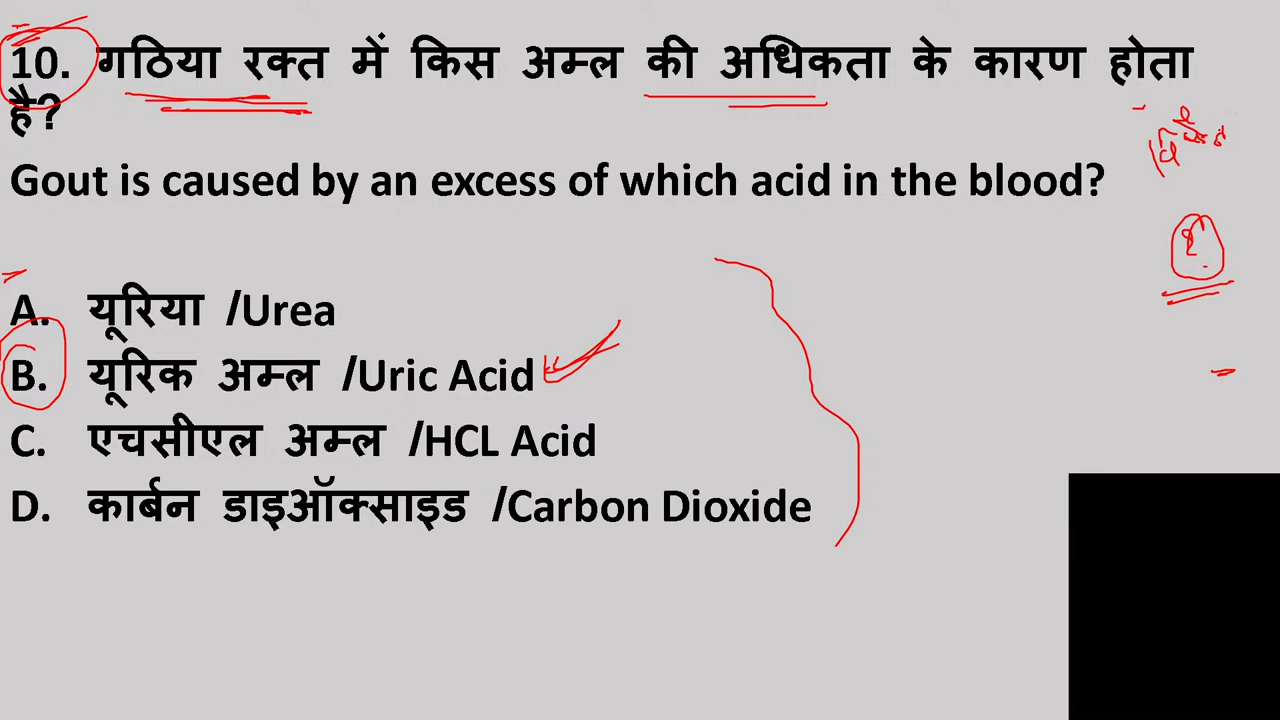 10. गठिया रक्त में किस अम्ल की अधिकता के कारण होता
है?
Gout is caused by an excess of which acid in the blood?
A. यूरिया /Urea
B. यूरिक अम्ल /Uric Acid
C. एचसीएल अम्ल /HCL Acid
D. कार्बन डाइऑक्साइड /Carbon Dioxide